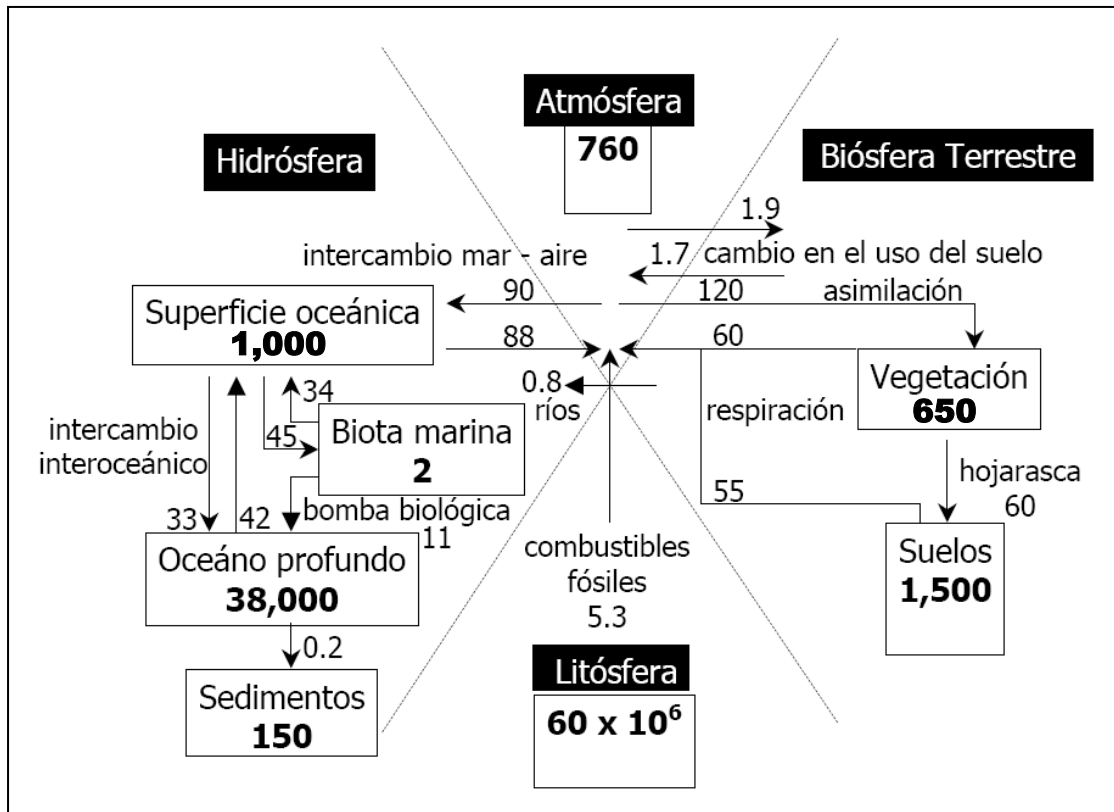 Atmósfera
760
Hidrósfera
Biósfera Terrestre
1.9
intercambio mar - aire
1.7 cambio en el uso del suelo
90
120
asimilación
Superficie oceánica
1,000
88
60
Vegetación
650
0.8
ríos
respiración
34
45
Biota marina
2
intercambio
interoceánico
hojarasca
60
55
33
42
bomba biológica
11
Oceáno profundo
38,000
combustibles
fósiles
5.3
Suelos
1,500
0.2
Sedimentos
150
Litósfera
60 x 10⁶